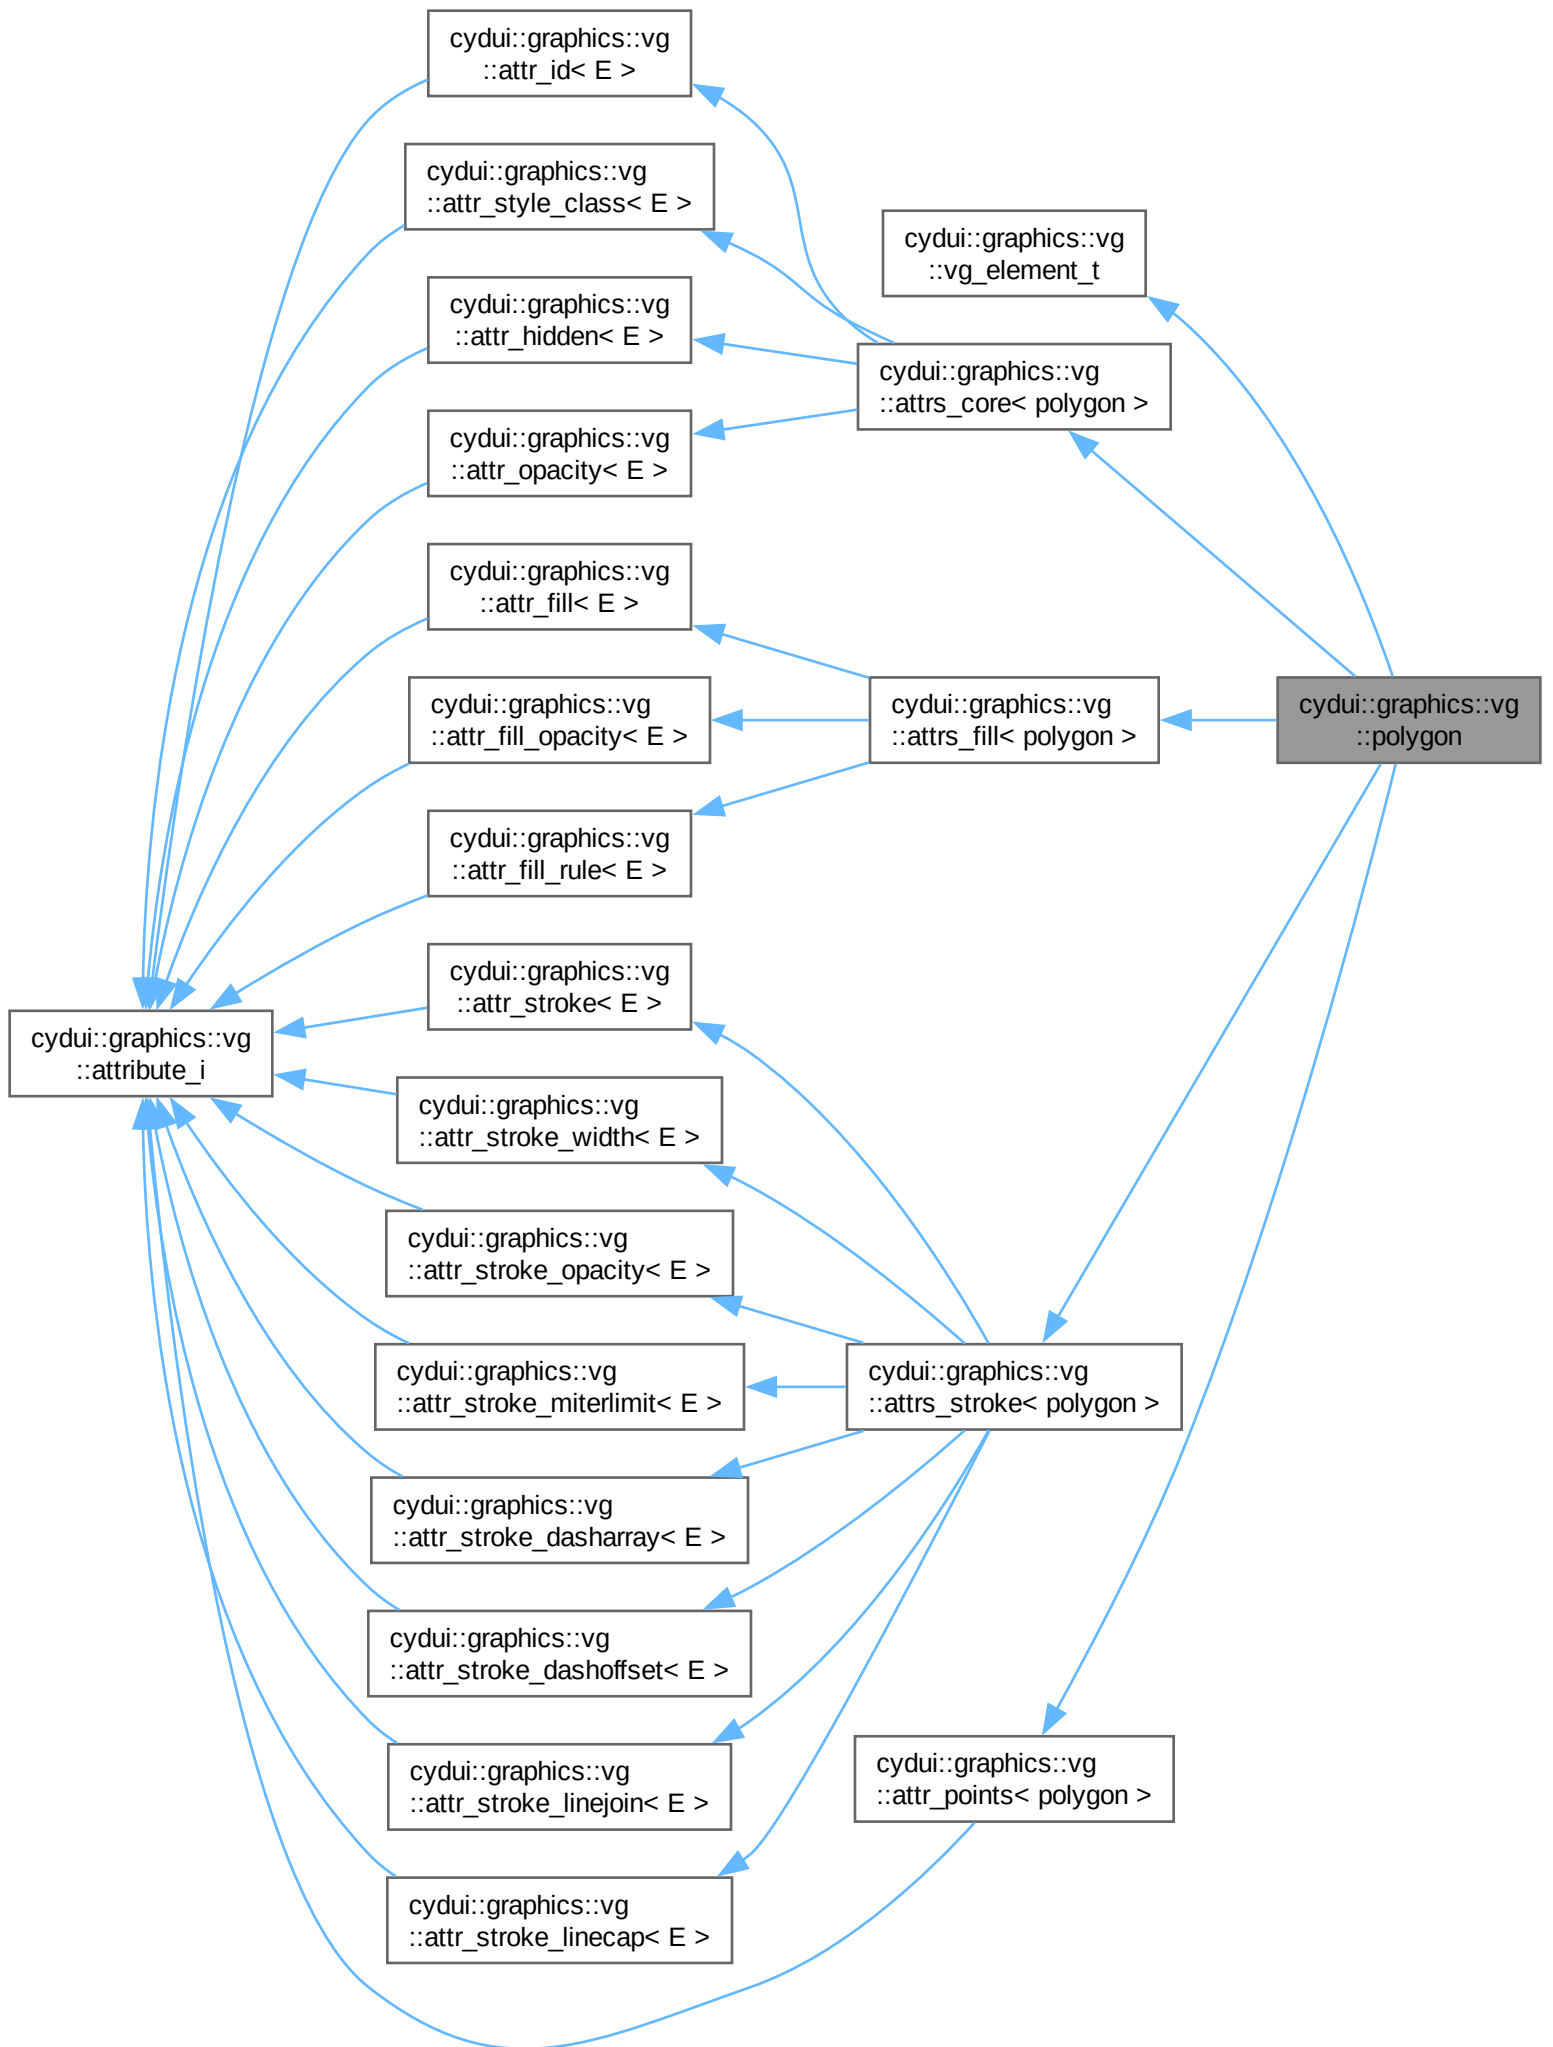 cydui::graphics::vg
::attr_id< E >
cydui::graphics::vg
::attr_style_class< E >
cydui::graphics::vg
::vg_element_t
cydui::graphics::vg
::attr_hidden< E >
cydui::graphics::vg
::attrs_core< polygon >
cydui::graphics::vg
::attr_opacity< E >
cydui::graphics::vg
::attr_fill< E >
cydui::graphics::vg
::attr_fill_opacity< E >
cydui::graphics::vg
::attrs_fill< polygon >
cydui::graphics::vg
::polygon
cydui::graphics::vg
::attr_fill_rule< E >
cydui::graphics::vg
::attr_stroke< E >
cydui::graphics::vg
::attribute_i
cydui::graphics::vg
::attr_stroke_width< E >
cydui::graphics::vg
::attr_stroke_opacity< E >
cydui::graphics::vg
::attr_stroke_miterlimit< E >
cydui::graphics::vg
::attrs_stroke< polygon >
cydui::graphics::vg
::attr_stroke_dasharray< E >
cydui::graphics::vg
::attr_stroke_dashoffset< E >
cydui::graphics::vg
::attr_stroke_linejoin< E >
cydui::graphics::vg
::attr_points< polygon >
cydui::graphics::vg
::attr_stroke_linecap< E >